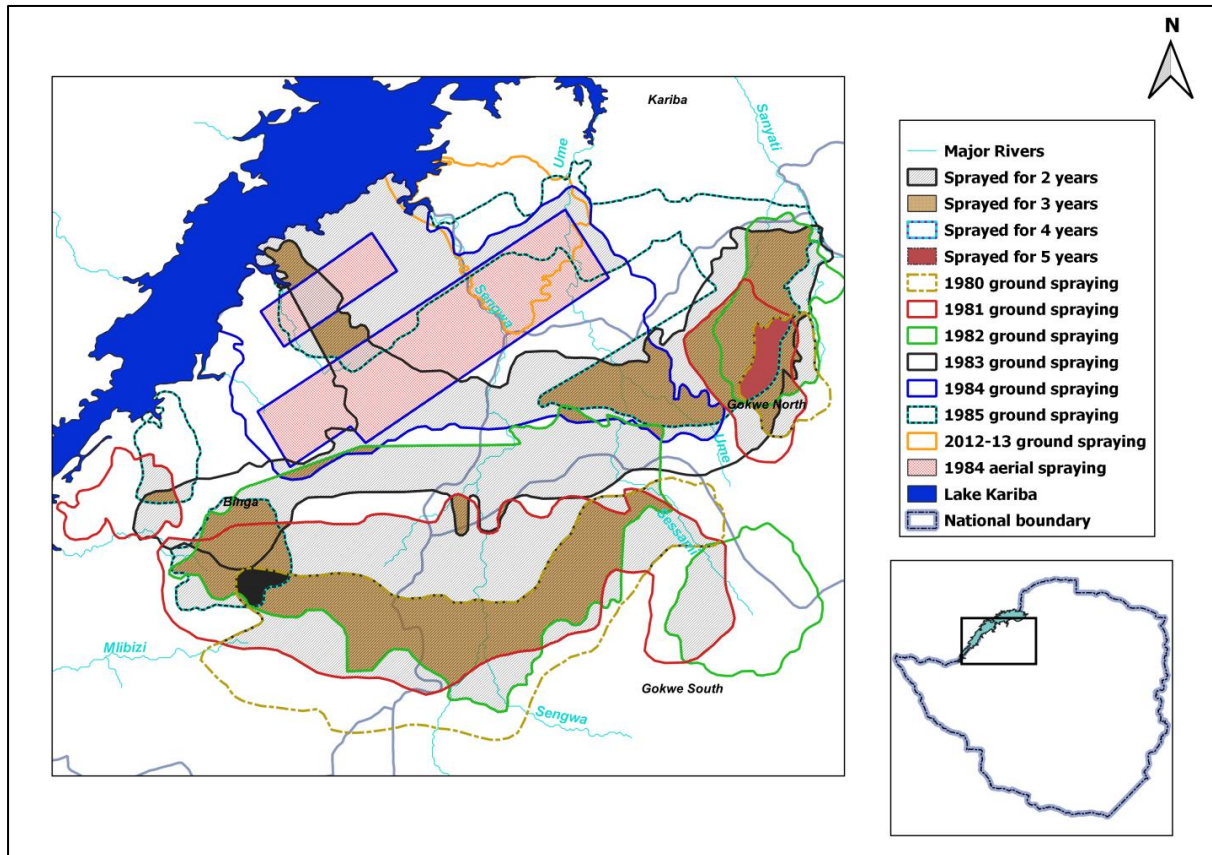 N
Kariba
Sanyati
Ume
Sengwa
Gokwe North
Ume
Binga
Sessami
Mlibizi
Gokwe South
Sengwa
Major Rivers
Sprayed for 2 years
Sprayed for 3 years
Sprayed for 4 years
Sprayed for 5 years
1980 ground spraying
1981 ground spraying
1982 ground spraying
1983 ground spraying
1984 ground spraying
1985 ground spraying
2012-13 ground spraying
1984 aerial spraying
Lake Kariba
National boundary